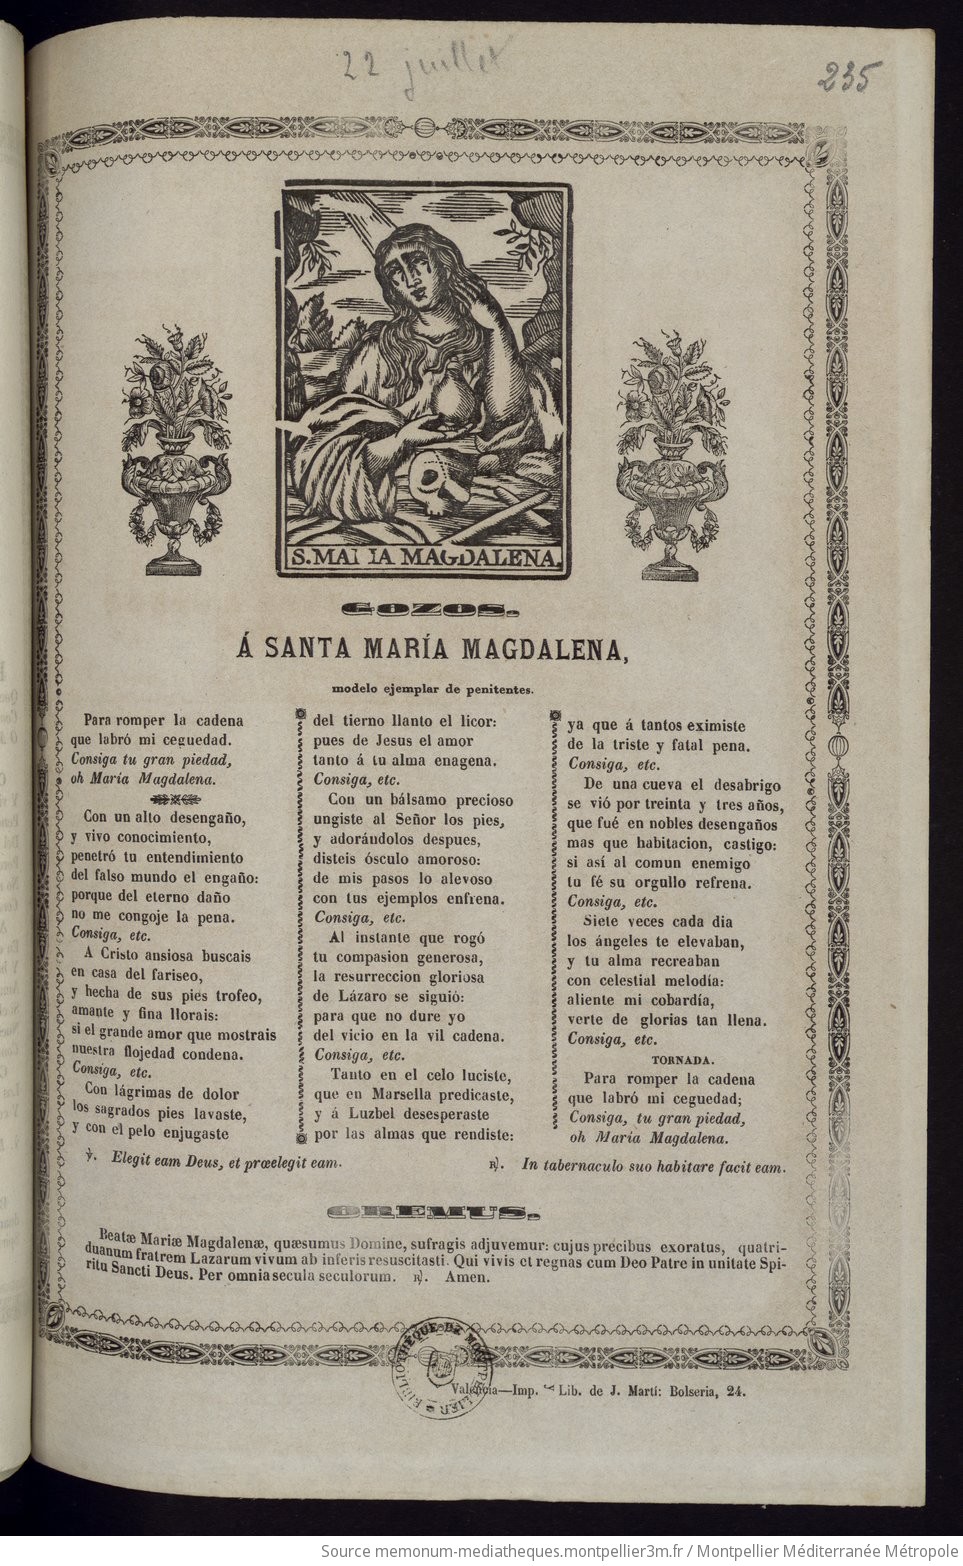 22 juillet
235
S. MARIA MAGDALENA.
GOZOS.
Á SANTA MARÍA MAGDALENA,
modelo ejemplar de penitentes.
Para romper la cadena
que labró mi ceguedad.
Consiga tu gran piedad,
oh María Magdalena.
Con un alto desengaño,
y vivo conocimiento,
penetró tu entendimiento
del falso mundo el engaño:
porque del eterno daño
no me congoje la pena.
Consiga, etc.
A Cristo ansiosa buscais
en casa del fariseo,
y hecha de sus pies trofeo,
amante y fina llorais:
si el grande amor que mostrais
nuestra flojedad condena.
Consiga, etc.
Con lágrimas de dolor
los sagrados pies lavaste,
y con el pelo enjugaste
del tierno llanto el licor:
pues de Jesus el amor
tanto á tu alma enagena.
Consiga, etc.
Con un bálsamo precioso
ungiste al Señor los pies,
y adorándolos despues,
disteis ósculo amoroso:
de mis pasos lo alevoso
con tus ejemplos enfrena.
Consiga, etc.
Al instante que rogó
tu compasion generosa,
la resurreccion gloriosa
de Lázaro se siguió:
para que no dure yo
del vicio en la vil cadena.
Consiga, etc.
Tanto en el celo luciste,
que en Marsella predicaste,
y á Luzbel desesperaste
por las almas que rendiste:
ya que á tantos eximiste
de la triste y fatal pena.
Consiga, etc.
De una cueva el desabrigo
se vió por treinta y tres años,
que fué en nobles desengaños
mas que habitacion, castigo:
si así al comun enemigo
tu fé su orgullo refrena.
Consiga, etc.
Siete veces cada dia
los ángeles te elevaban,
y tu alma recreaban
con celestial melodía:
aliente mi cobardía,
verte de glorias tan llena.
Consiga, etc.
TORNADA.
Para romper la cadena
que labró mi ceguedad;
Consiga, tu gran piedad,
oh María Magdalena.
℣. Elegit eam Deus, et præelegit eam.
℟. In tabernaculo suo habitare facit eam.
OREMUS.
Beatæ Mariæ Magdalenæ, quæsumus Domine, sufragis adjuvemur: cujus precibus exoratus, quatri-
duanum fratrem Lazarum vivum ab inferis resuscitasti. Qui vivis et regnas cum Deo Patre in unitate Spi-
ritu Sancti Deus. Per omnia secula seculorum. ℟. Amen.
BIBLIOTHÈQUE DE MONTPELLIER
Valencia—Imp. y Lib. de J. Martí: Bolseria, 24.
Source memonum-mediatheques.montpellier3m.fr / Montpellier Méditerranée Métropole